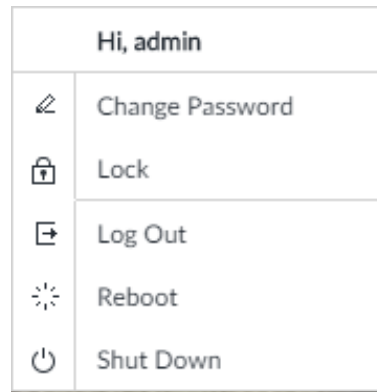 Hi, admin
Change Password
Lock
Log Out
Reboot
Shut Down